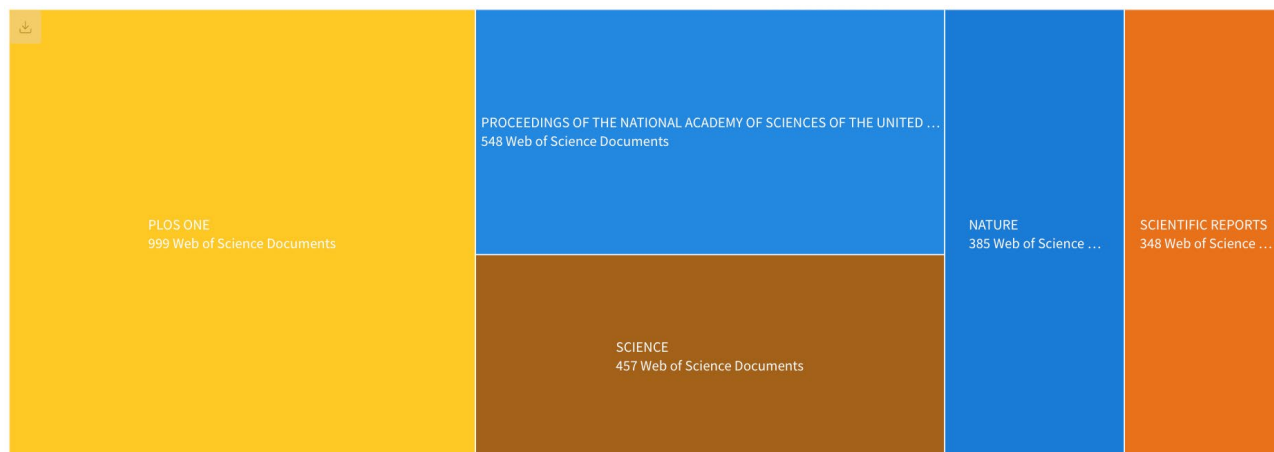 PLOS ONE
999 Web of Science Documents
PROCEEDINGS OF THE NATIONAL ACADEMY OF SCIENCES OF THE UNITED ...
548 Web of Science Documents
SCIENCE
457 Web of Science Documents
NATURE
385 Web of Science ...
SCIENTIFIC REPORTS
348 Web of Science ...